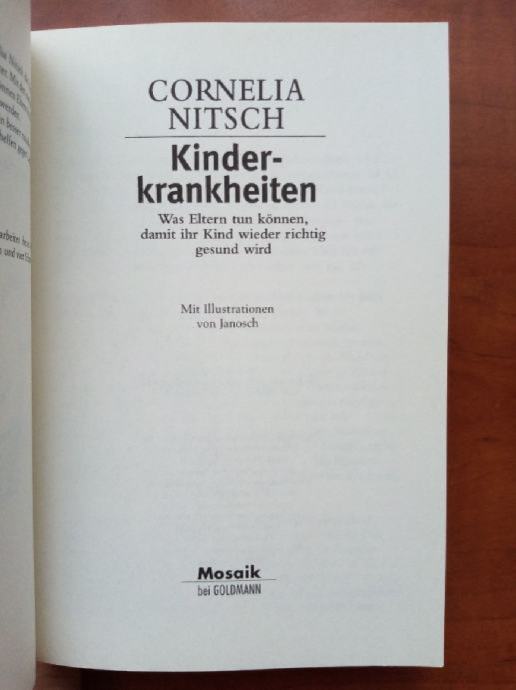 CORNELIA
NITSCH
Kinder-
krankheiten
Was Eltern tun können,
damit ihr Kind wieder richtig
gesund wird
Mit Illustrationen
von Janosch
Mosaik
bei GOLDMANN
werden.